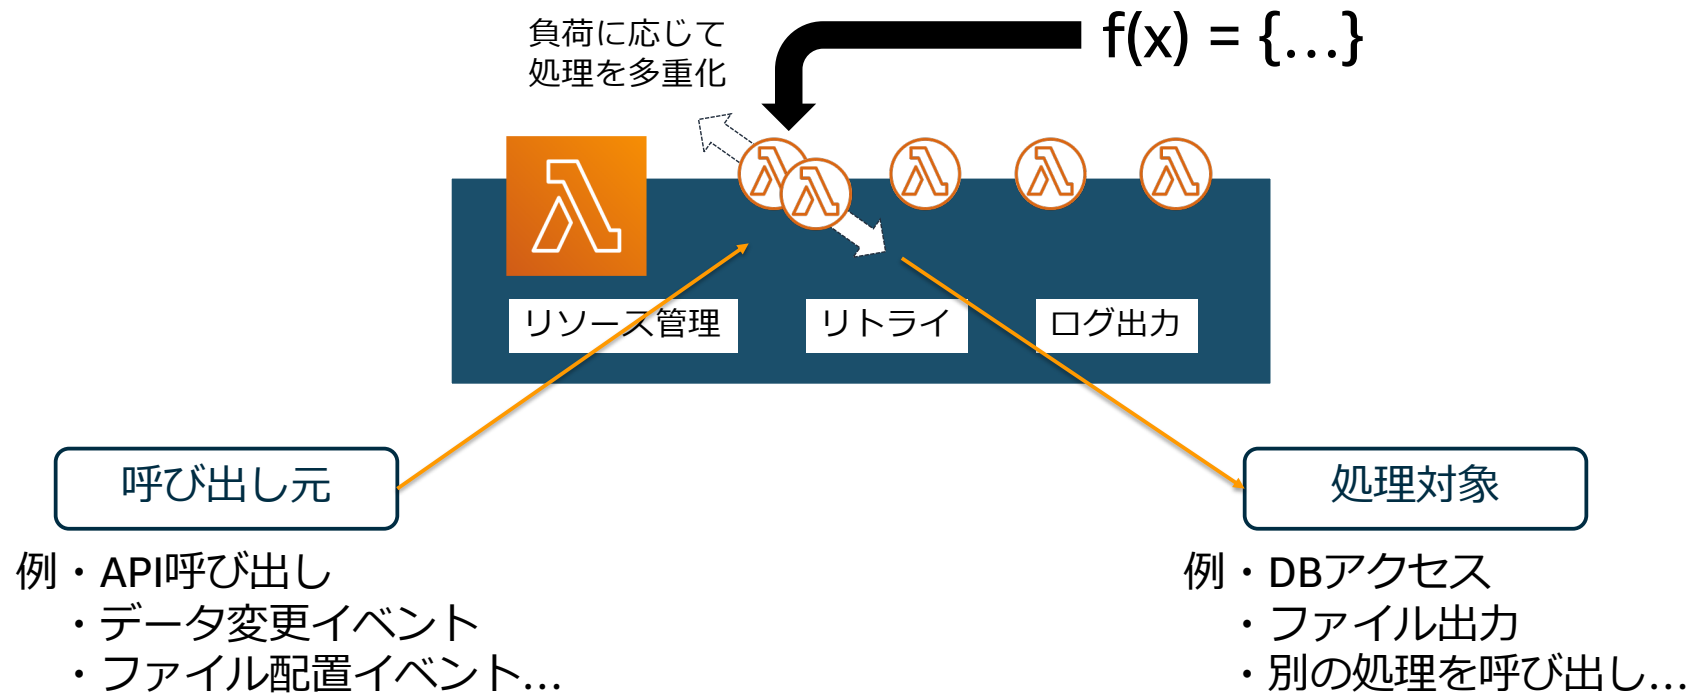 負荷に応じて
処理を多重化
f(x) = {…}
リソース管理
リトライ
ログ出力
呼び出し元
処理対象
例・API呼び出し
・データ変更イベント
・ファイル配置イベント…
例・DBアクセス
・ファイル出力
・別の処理を呼び出し…